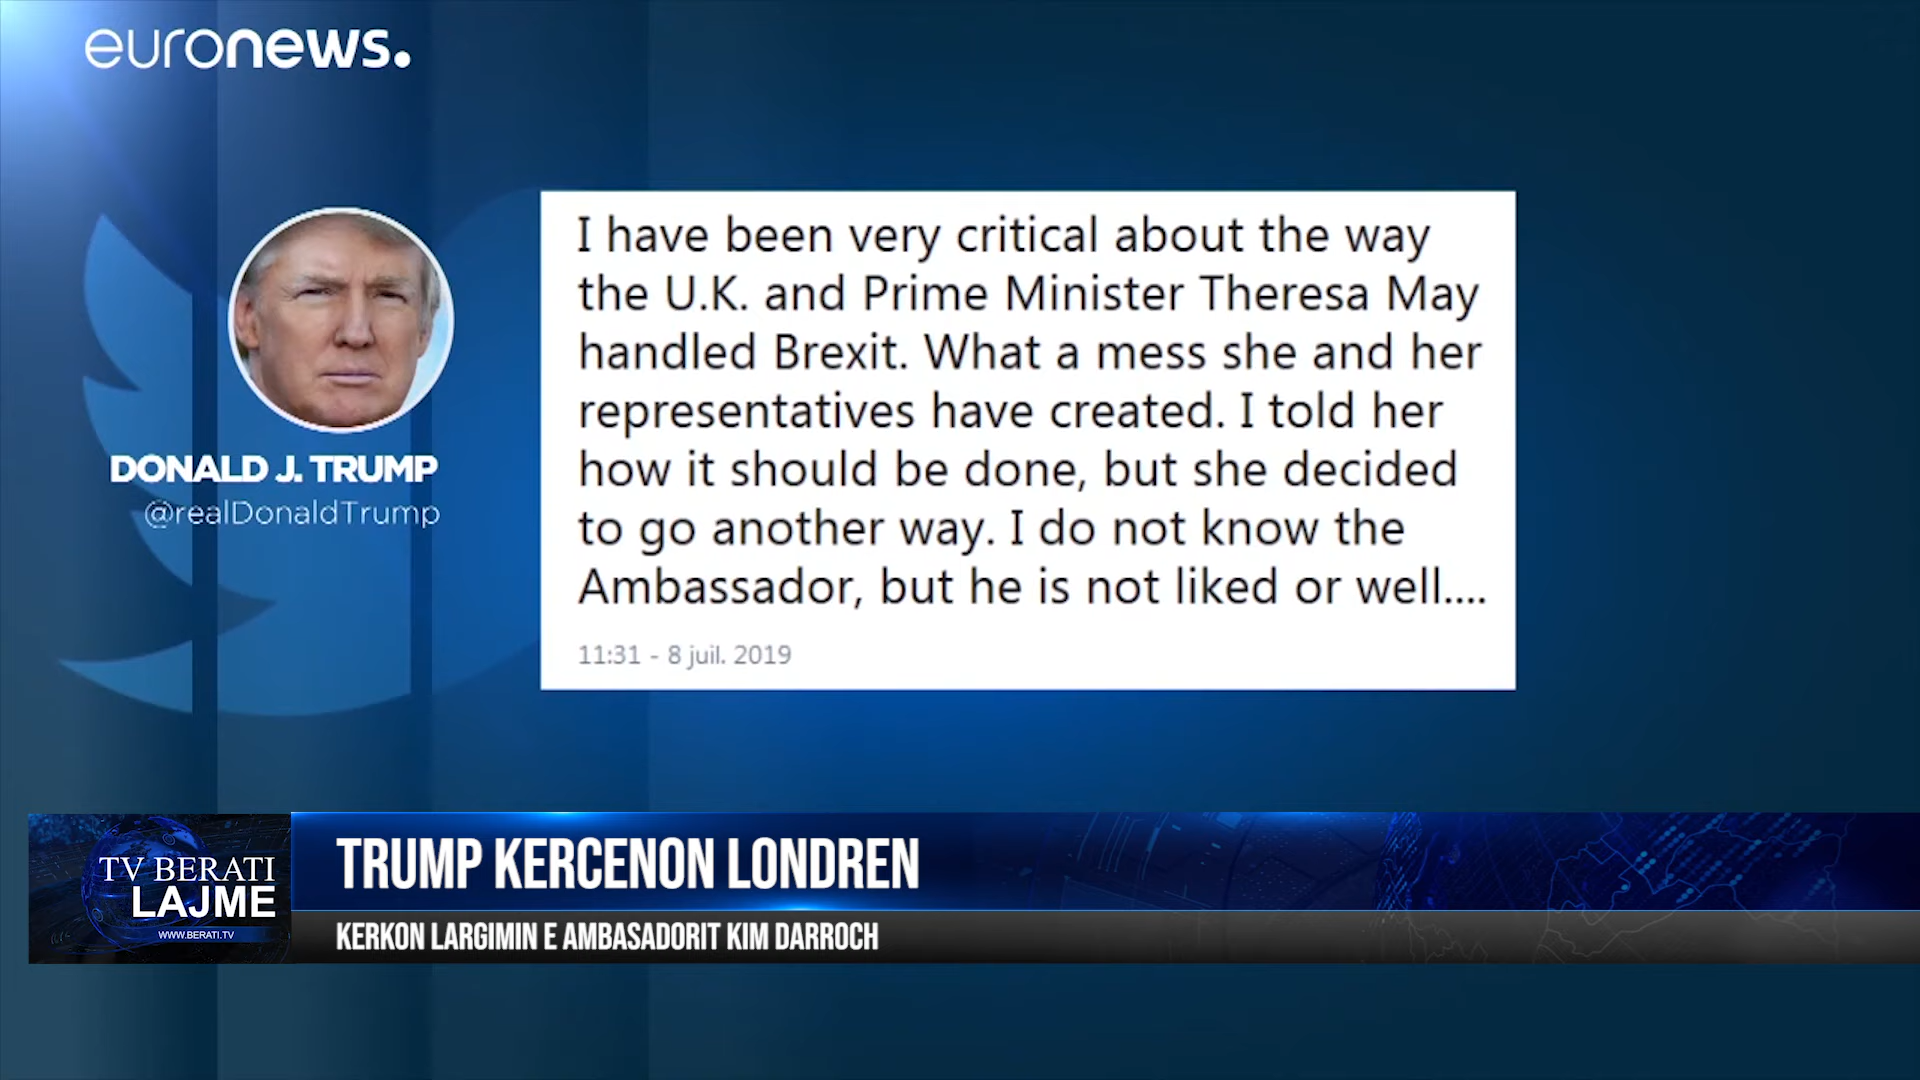 euronews.
DONALD J. TRUMP
@realDonaldTrump
I have been very critical about the way
the U.K. and Prime Minister Theresa May
handled Brexit. What a mess she and her
representatives have created. I told her
how it should be done, but she decided
to go another way. I do not know the
Ambassador, but he is not liked or well....
11:31 - 8 juil. 2019
TV BERATI
LAJME
WWW.BERATI.TV
TRUMP KERCENON LONDREN
KERKON LARGIMIN E AMBASADORIT KIM DARROCH